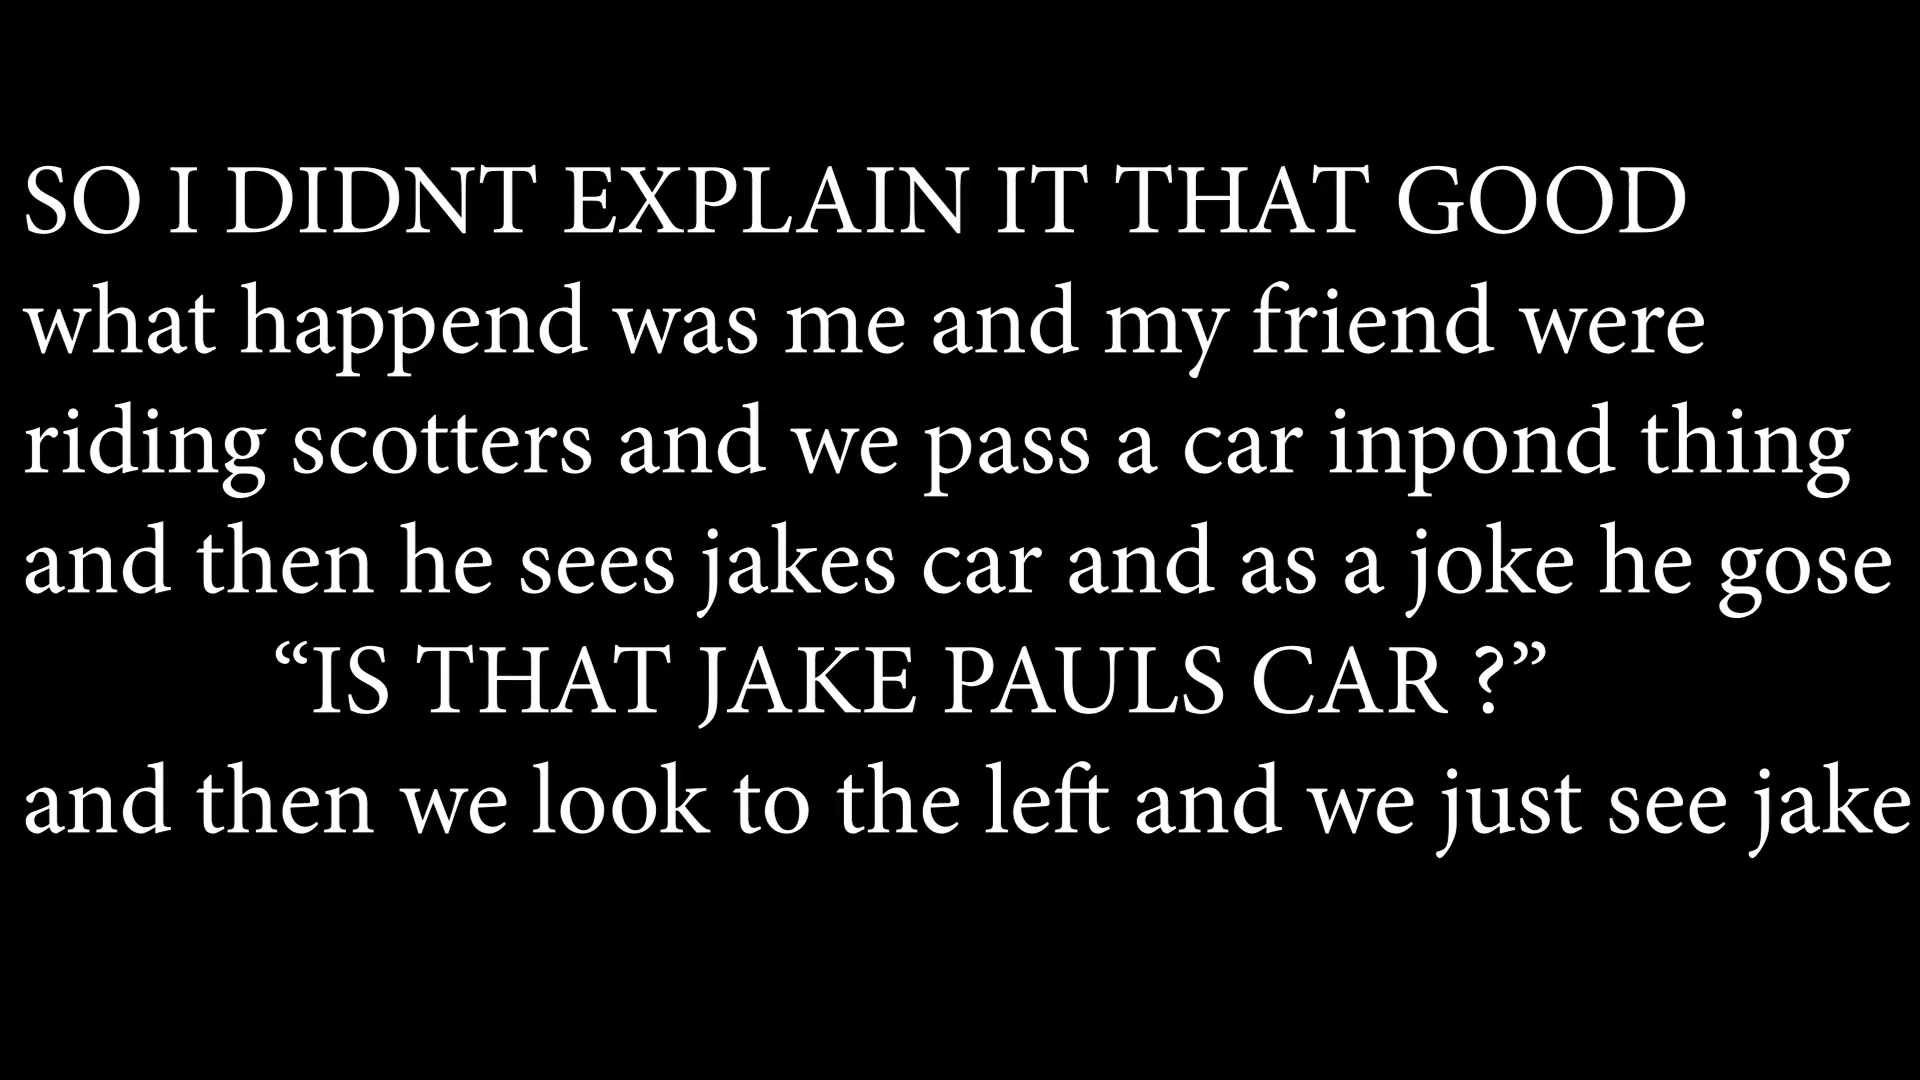 SO I DIDNT EXPLAIN IT THAT GOOD
what happend was me and my friend were
riding scotters and we pass a car inpond thing
and then he sees jakes car and as a joke he gose
“IS THAT JAKE PAULS CAR ?”
and then we look to the left and we just see jake